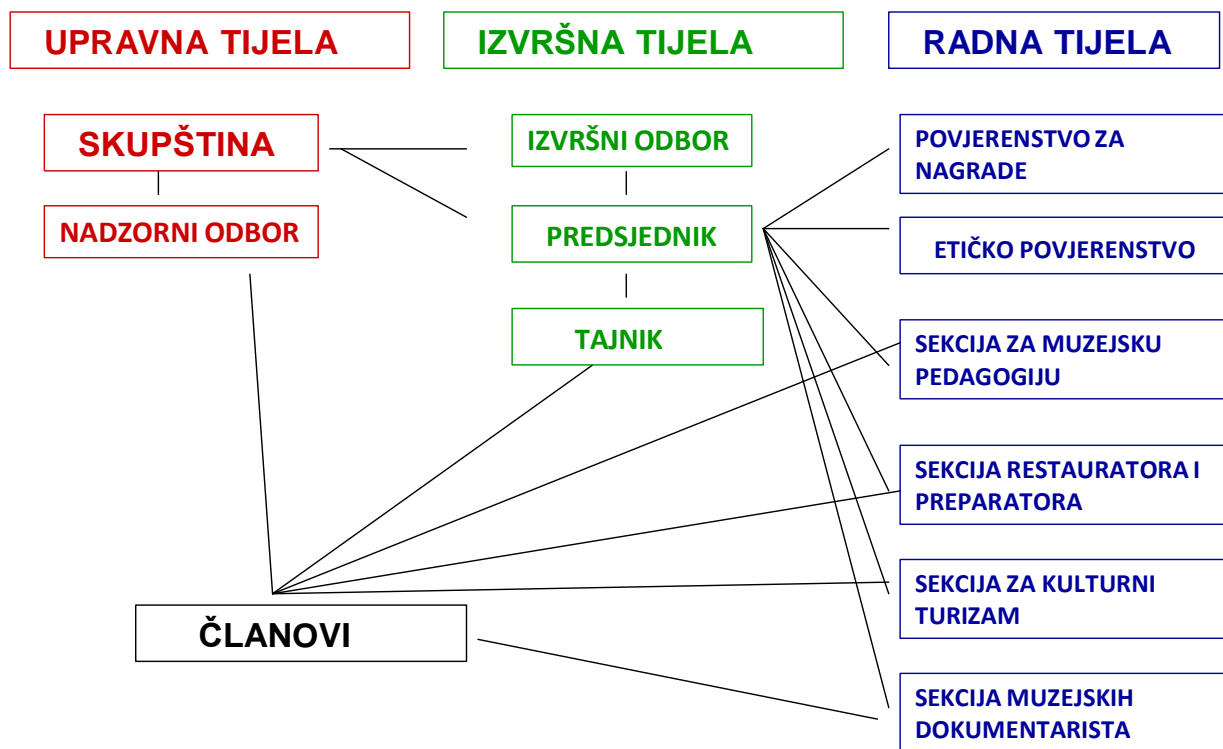 UPRAVNA TIJELA
IZVRŠNA TIJELA
RADNA TIJELA
SKUPŠTINA
NADZORNI ODBOR
IZVRŠNI ODBOR
PREDSJEDNIK
TAJNIK
POVJERENSTVO ZA
NAGRADE
ETIČKO POVJERENSTVO
SEKCIJA ZA MUZEJSKU
PEDAGOGIJU
SEKCIJA RESTAURATORA I
PREPARATORA
SEKCIJA ZA KULTURNI
TURIZAM
SEKCIJA MUZEJSKIH
DOKUMENTARISTA
ČLANOVI